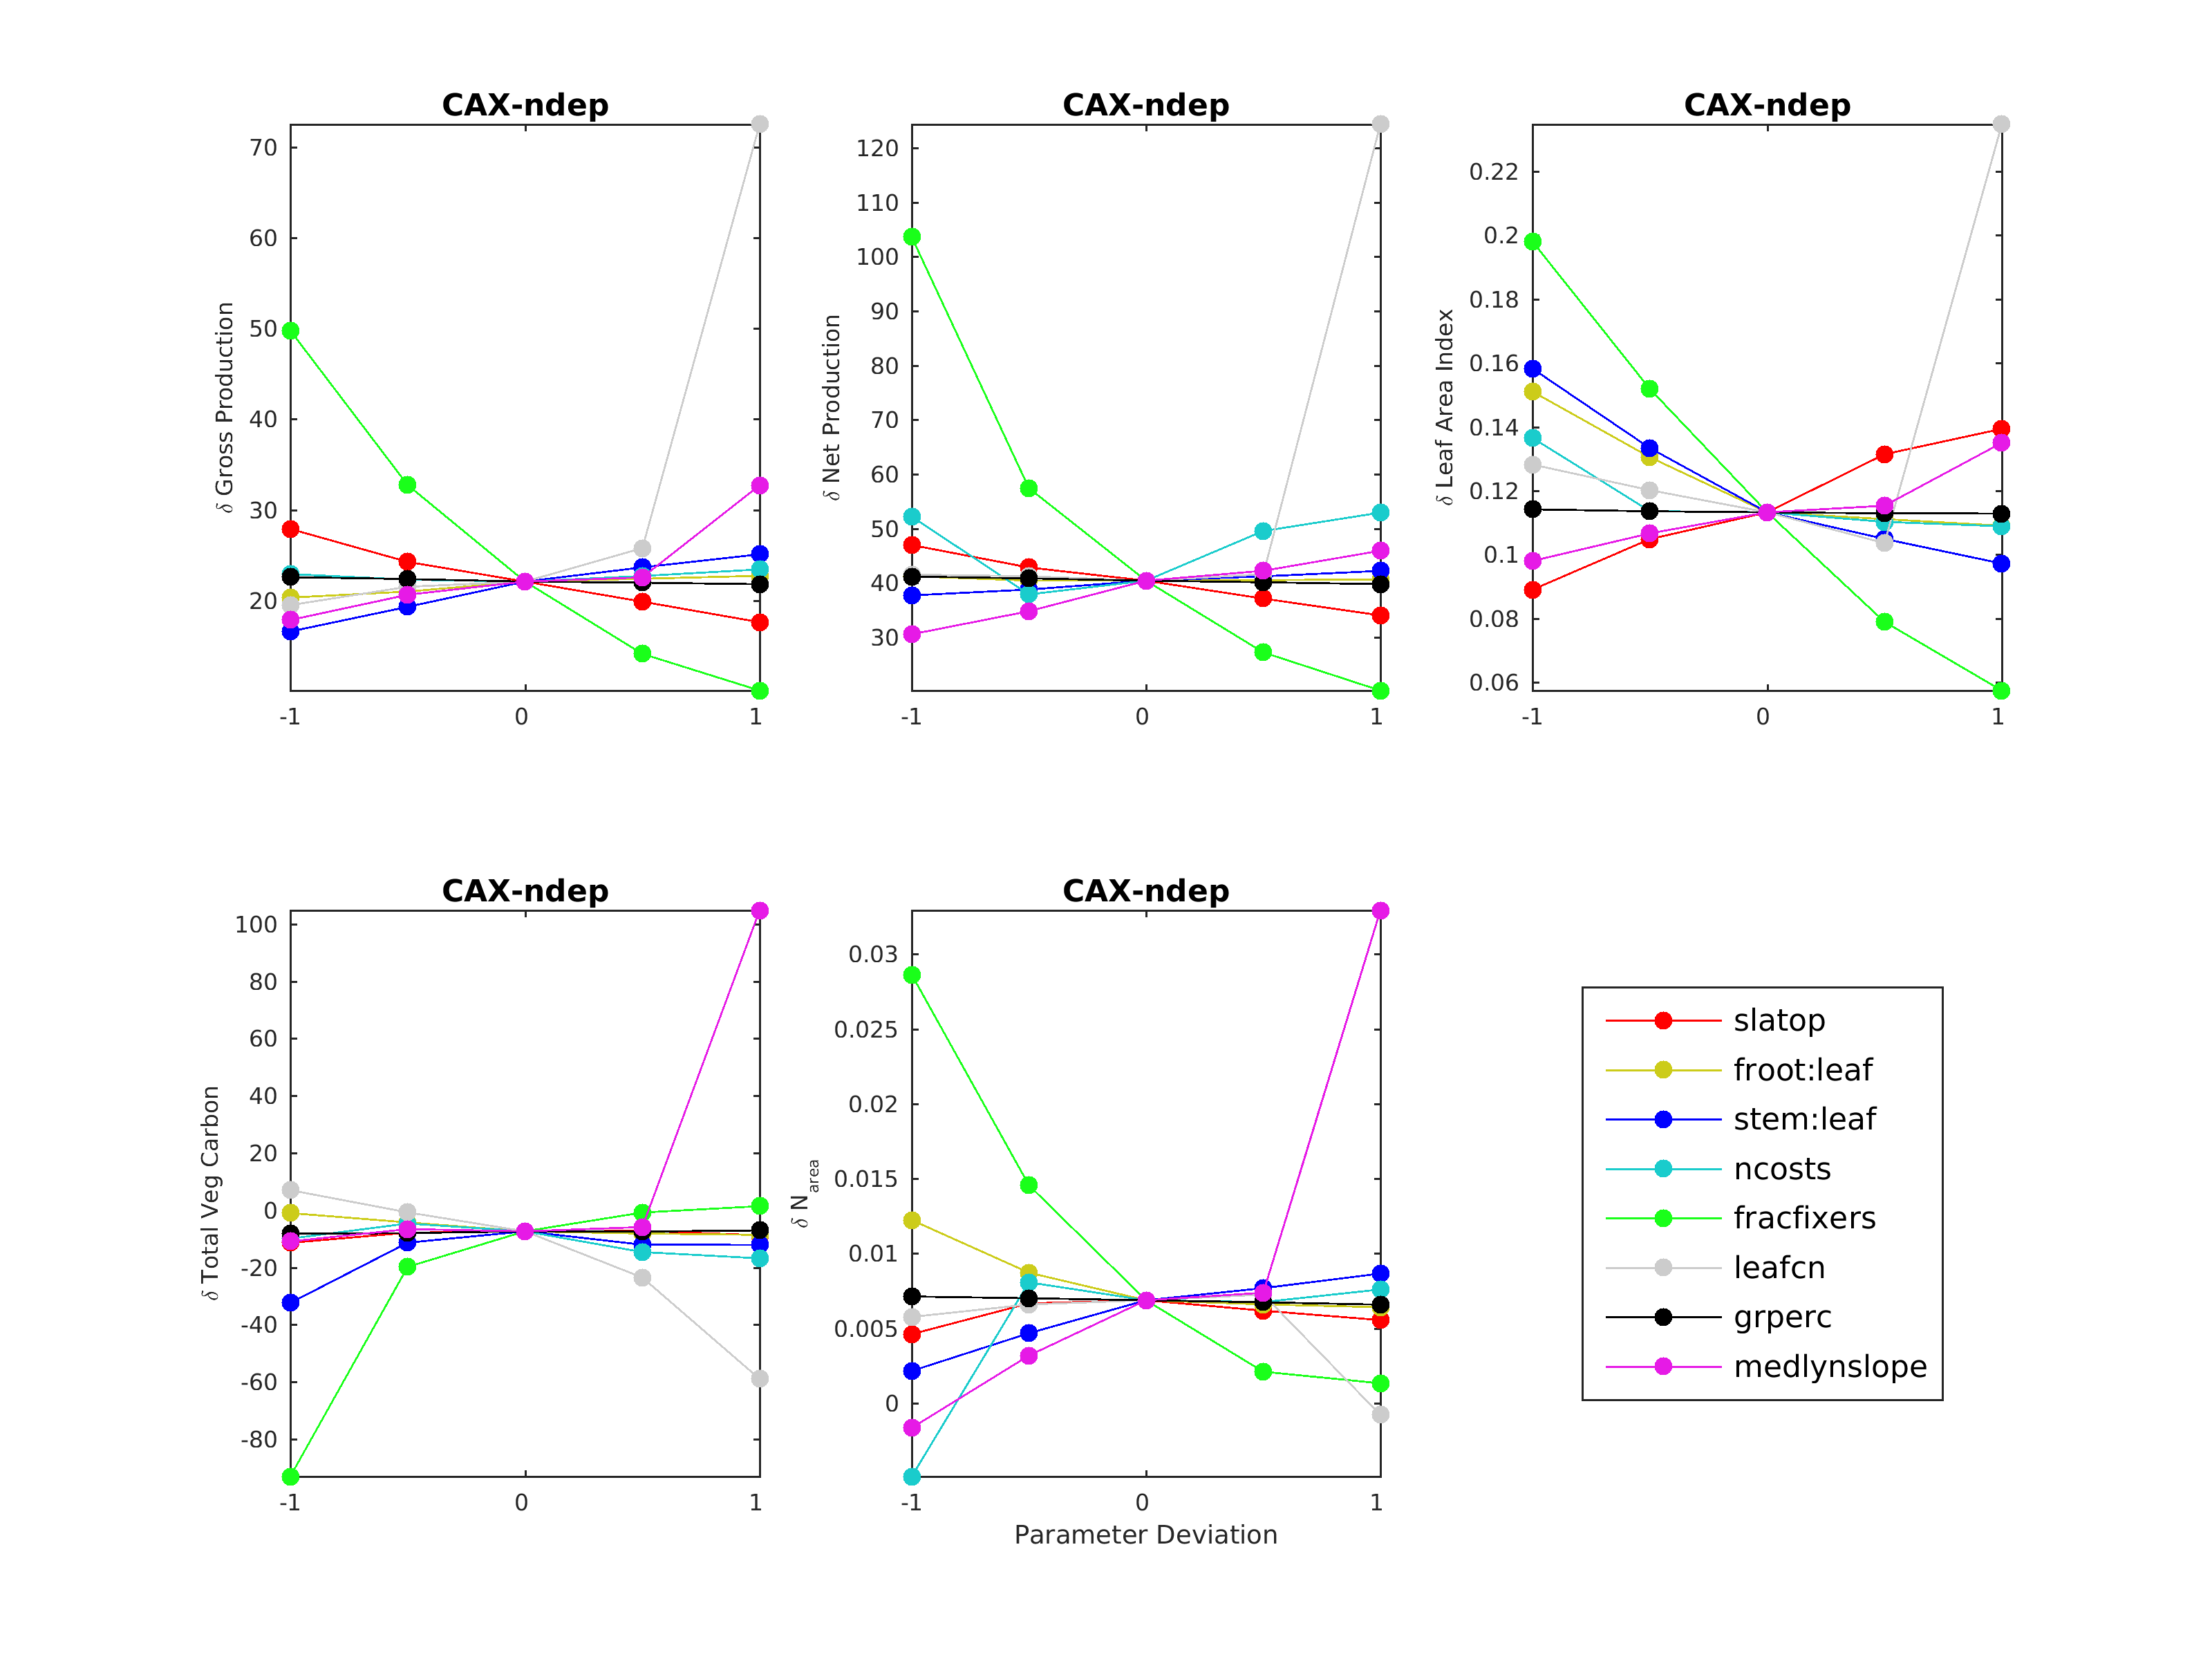 CAX-ndep
CAX-ndep
CAX-ndep
70
60
50
40
30
20
δ Gross Production
-1 0 1
120
110
100
90
80
70
60
50
40
30
δ Net Production
-1 0 1
0.22
0.2
0.18
0.16
0.14
0.12
0.1
0.08
0.06
δ Leaf Area Index
-1 0 1
CAX-ndep
CAX-ndep
100
80
60
40
20
0
-20
-40
-60
-80
δ Total Veg Carbon
-1 0 1
0.03
0.025
0.02
0.015
0.01
0.005
0
δ N area
-1 0 1
Parameter Deviation
slatop
froot:leaf
stem:leaf
ncosts
fracfixers
leafcn
grperc
medlynslope